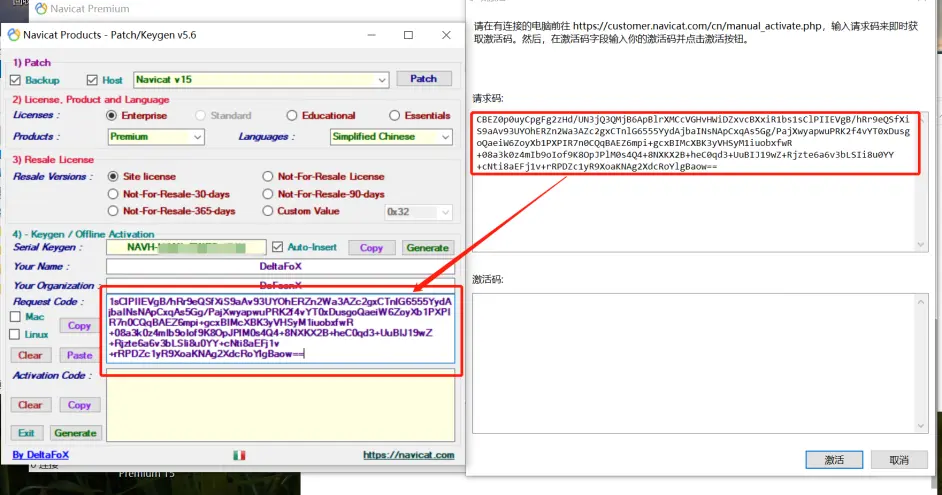 Navicat Premium
Navicat Products - Patch/Keygen v5.6
1) Patch
Backup
Host
Navicat v15
Patch
2) License, Product and Language
Licenses :
Enterprise
Standard
Educational
Essentials
Products :
Premium
Languages :
Simplified Chinese
3) Resale License
Resale Versions :
Site license
Not-For-Resale License
Not-For-Resale-30-days
Not-For-Resale-90-days
Not-For-Resale-365-days
Custom Value
0x32
4) - Keygen / Offline Activation
Serial Keygen :
NAVH-
Auto-Insert
Copy
Generate
Your Name :
DeltaFoX
Your Organization :
Request Code :
Mac
Linux
Copy
Clear
Paste
1sClPIIEVgB/hRr9eQSfXiS9aAv93UYOhERZn2Wa3AZc2gxCTnlG6555YydA
jbaINsNApCxqAs5Gg/PajXwyapwuPRK2f4vYT0xDusgoQaeiW6ZoyXb1PXPI
R7n0CQqBAEZ6mpi+gcxBIMcXBK3yVHSyM1iuobxfwR
+08a3k0z4mIb9oIof9K8OpJPlM0s4Q4+8NXKX2B+heC0qd3+UuBIJ19wZ
+Rjzte6a6v3bLSIi8u0YY+cNti8aEFj1v
+rRPDZc1yR9XoaKNAg2XdcRoYlgBaow==
Activation Code :
Clear
Copy
Exit
Generate
By DeltaFoX
https://navicat.com
连接
Premium 15
请在有连接的电脑前往 https://customer.navicat.com/cn/manual_activate.php，输入请求码来即时获
取激活码。然后，在激活码字段输入你的激活码并点击激活按钮。
请求码:
CBEZ0p0uyCpgFg2zHd/UN3jQ3QMjB6ApBlrXMCcVGHvHWiDZxvcBXxiR1bs1sClPIIEVgB/hRr9eQSfXi
S9aAv93UYOhERZn2Wa3AZc2gxCTnlG6555YydAjbaINsNApCxqAs5Gg/PajXwyapwuPRK2f4vYT0xDusg
oQaeiW6ZoyXb1PXPIR7n0CQqBAEZ6mpi+gcxBIMcXBK3yVHSyM1iuobxfwR
+08a3k0z4mIb9oIof9K8OpJPlM0s4Q4+8NXKX2B+heC0qd3+UuBIJ19wZ+Rjzte6a6v3bLSIi8u0YY
+cNti8aEFj1v+rRPDZc1yR9XoaKNAg2XdcRoYlgBaow==
激活码:
激活
取消